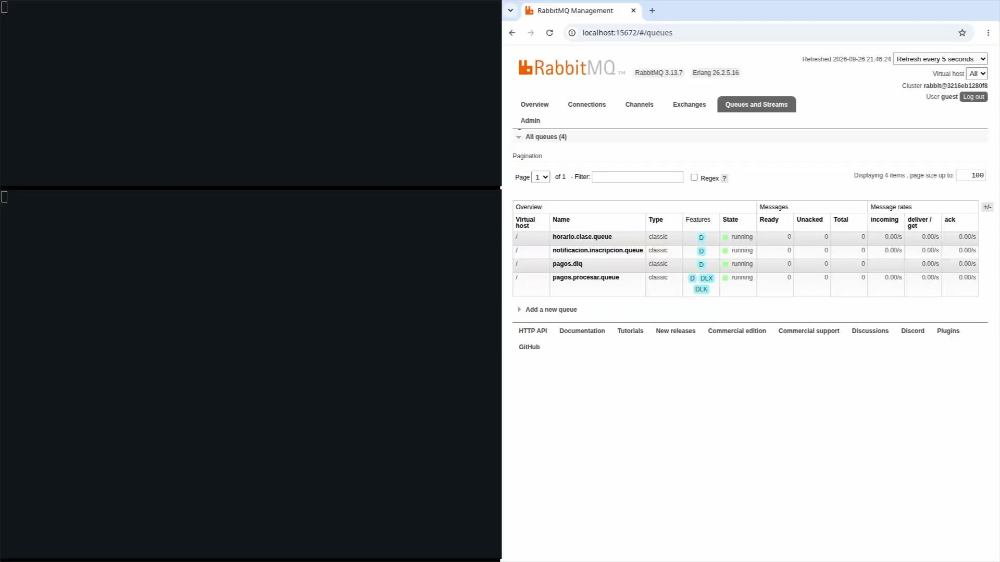 RabbitMQ Management
localhost:15672/#/queues
RabbitMQ TM RabbitMQ 3.13.7 Erlang 26.2.5.16
Refreshed 2026-09-26 21:46:24 Refresh every 5 seconds
Virtual host All
Cluster rabbit@3216eb1280f8
User guest Log out
Overview Connections Channels Exchanges Queues and Streams
Admin
All queues (4)
Pagination
Page 1 of 1 - Filter: Regex ? Displaying 4 items , page size up to: 100
Overview Messages Message rates +/-
Virtual host Name Type Features State Ready Unacked Total incoming deliver / get ack
/ horario.clase.queue classic D running 0 0 0 0.00/s 0.00/s 0.00/s
/ notificacion.inscripcion.queue classic D running 0 0 0 0.00/s 0.00/s 0.00/s
/ pagos.dlq classic D running 0 0 0 0.00/s 0.00/s
/ pagos.procesar.queue classic D DLX DLK running 0 0 0 0.00/s 0.00/s 0.00/s
Add a new queue
HTTP API Documentation Tutorials New releases Commercial edition Commercial support Discussions Discord Plugins
GitHub